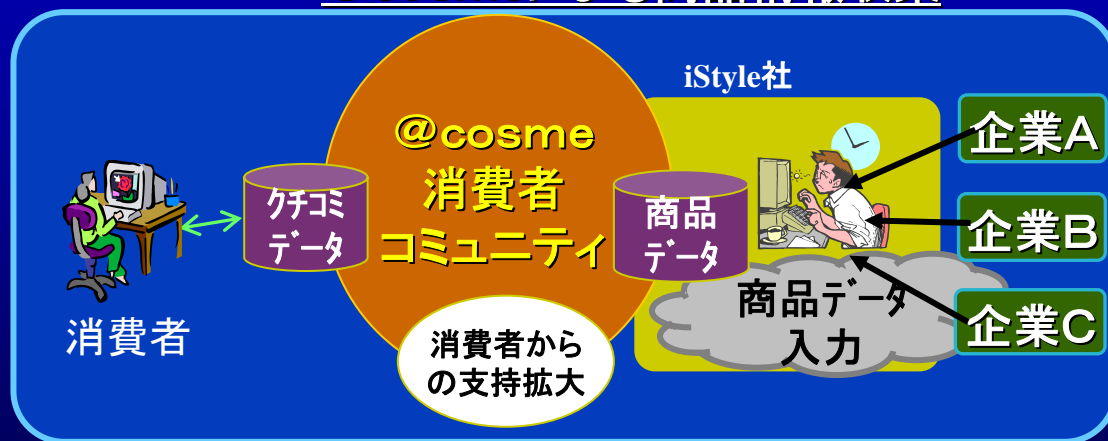 iStyle社
@cosme
消費者
コミュニティ
クチコミ
データ
商品
データ
消費者
消費者から
の支持拡大
商品データ
入力
企業A
企業B
企業C